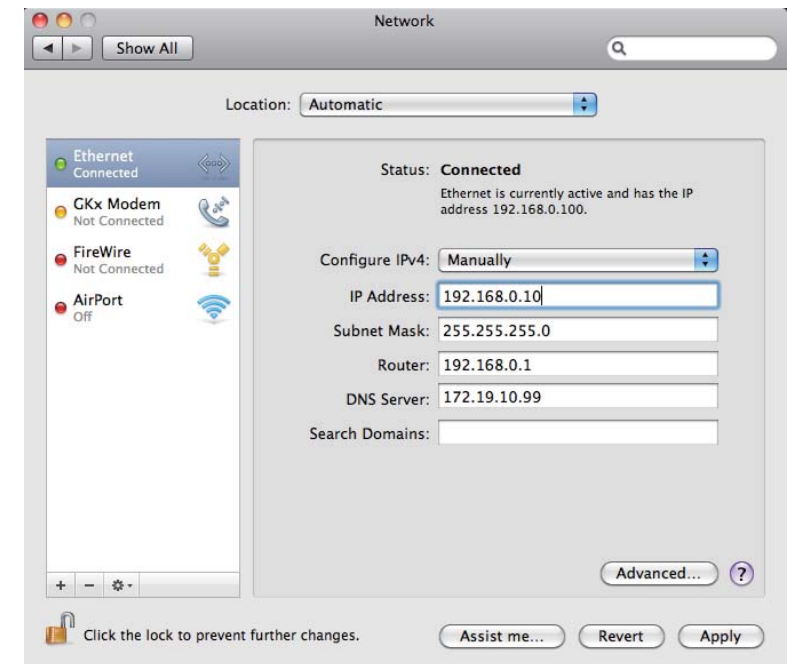 Network
Show All
Location: Automatic
Ethernet
Connected
GKx Modem
Not Connected
FireWire
Not Connected
AirPort
Off
Status: Connected
Ethernet is currently active and has the IP
address 192.168.0.100.
Configure IPv4: Manually
IP Address: 192.168.0.10
Subnet Mask: 255.255.255.0
Router: 192.168.0.1
DNS Server: 172.19.10.99
Search Domains:
Advanced... ?
+ −
Click the lock to prevent further changes.
Assist me... Revert Apply